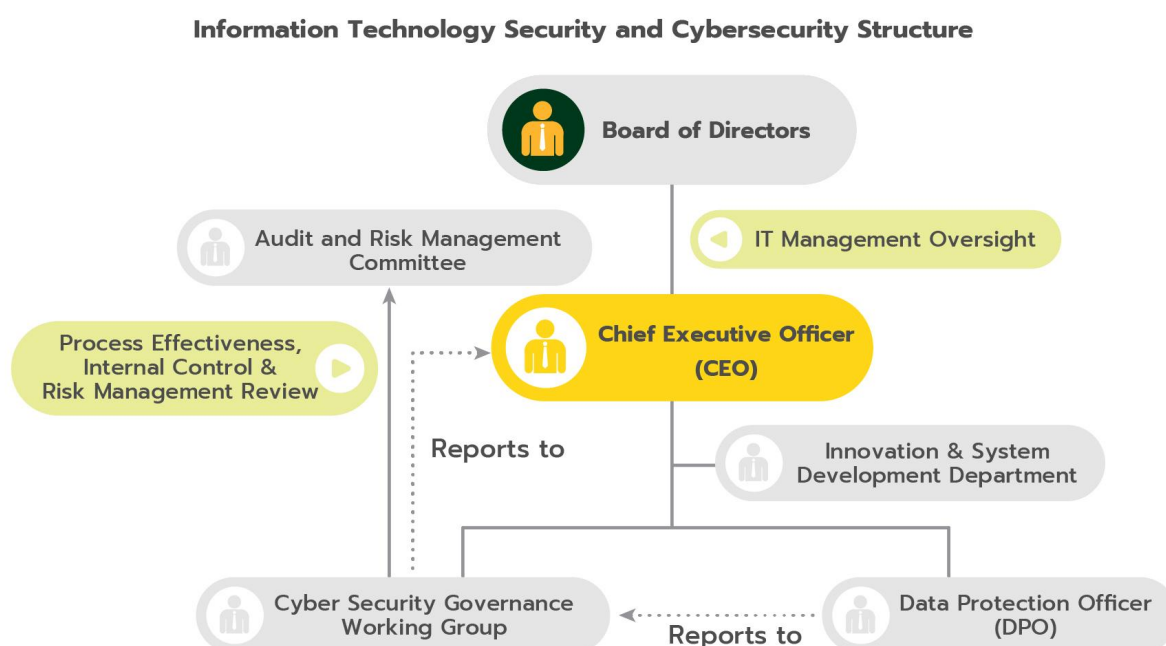 Information Technology Security and Cybersecurity Structure
Board of Directors
Audit and Risk Management
Committee
IT Management Oversight
Process Effectiveness,
Internal Control &
Risk Management Review
Chief Executive Officer
(CEO)
Reports to
Innovation & System
Development Department
Cyber Security Governance
Working Group
Reports to
Data Protection Officer
(DPO)